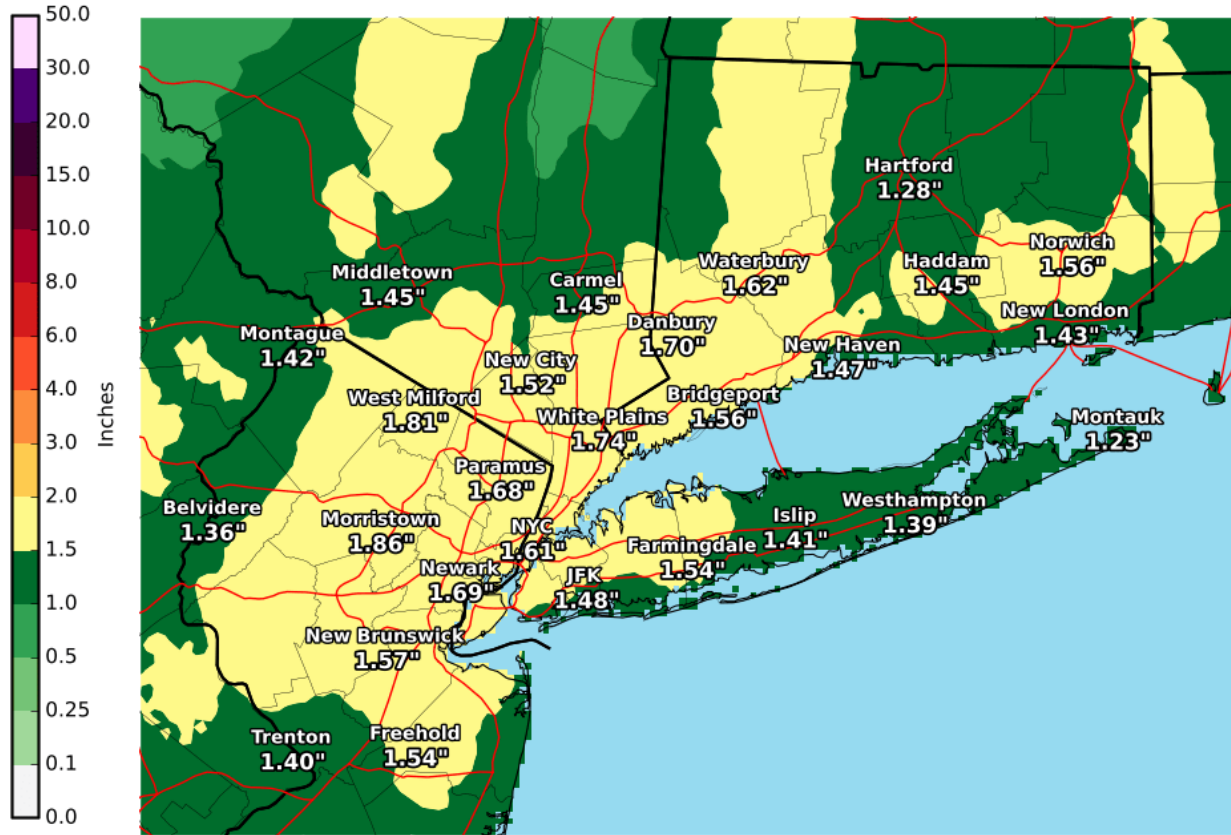 50.0
30.0
20.0
15.0
10.0
8.0
6.0
4.0
3.0
2.0
1.5
1.0
0.5
0.25
0.1
0.0
Inches
Hartford
1.28"
Norwich
1.56"
Waterbury
1.62"
Haddam
1.45"
Middletown
1.45"
Carmel
1.45"
New London
1.43"
Danbury
1.70"
Montague
1.42"
New Haven
1.47"
New City
1.52"
West Milford
1.81"
Bridgeport
1.56"
White Plains
1.74"
Montauk
1.23"
Paramus
1.68"
Westhampton
1.39"
Belvidere
1.36"
Islip
1.41"
Morristown
1.86"
NYC
1.61"
Farmingdale
1.54"
Newark
1.69"
JFK
1.48"
New Brunswick
1.57"
Freehold
1.54"
Trenton
1.40"